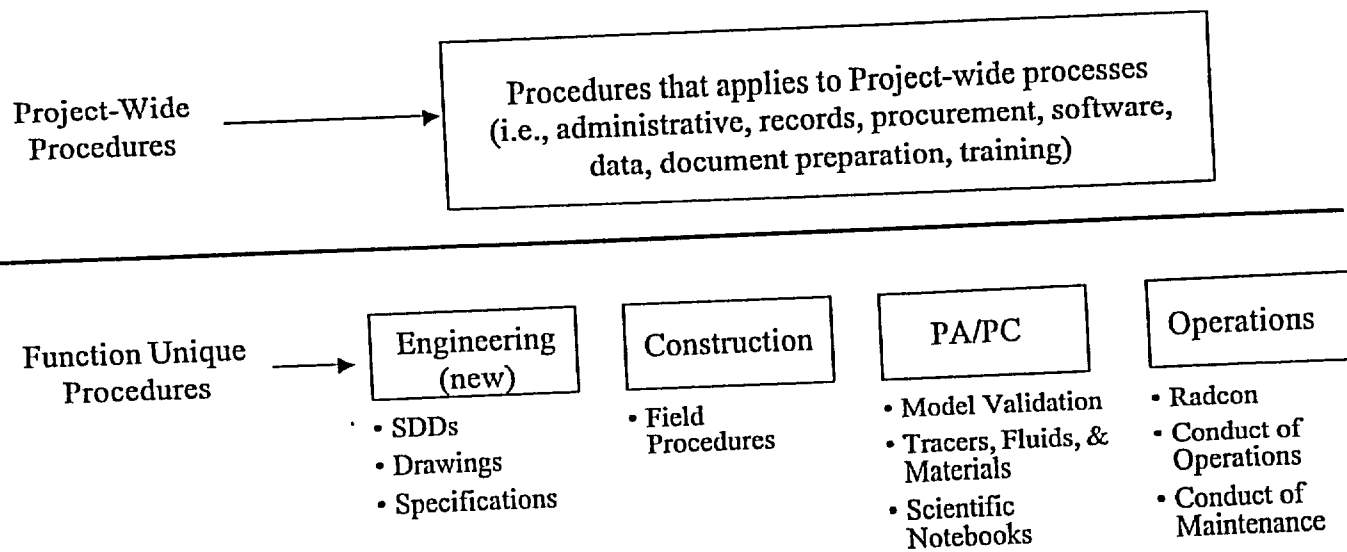 Project-Wide
Procedures
Procedures that applies to Project-wide processes
(i.e., administrative, records, procurement, software,
data, document preparation, training)
Function Unique
Procedures
Engineering
(new)
• SDDs
• Drawings
• Specifications
Construction
• Field
Procedures
PA/PC
• Model Validation
• Tracers, Fluids, &
Materials
• Scientific
Notebooks
Operations
• Radcon
• Conduct of
Operations
• Conduct of
Maintenance